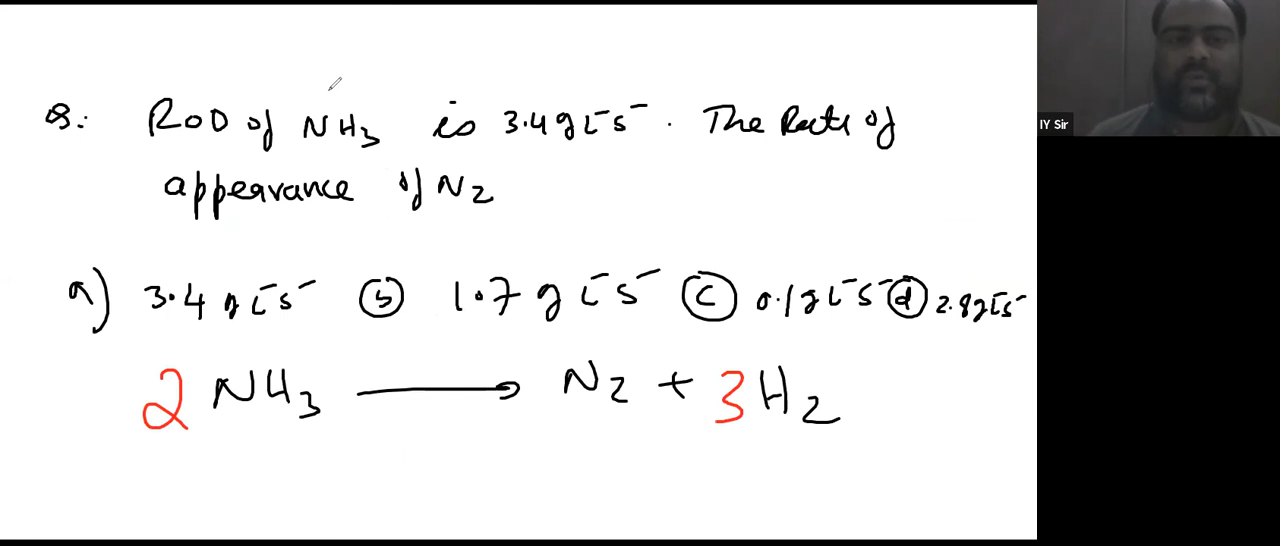 Q: ROD of NH3 is 3.4 g L⁻ s⁻. The Rate of
appearance of N2
a) 3.4 g L⁻ s⁻ (b) 1.7 g L⁻ s⁻ (c) 0.1 g L⁻ s⁻ (d) 2.8 g L⁻ s⁻
2 NH3 → N2 + 3 H2
IY Sir